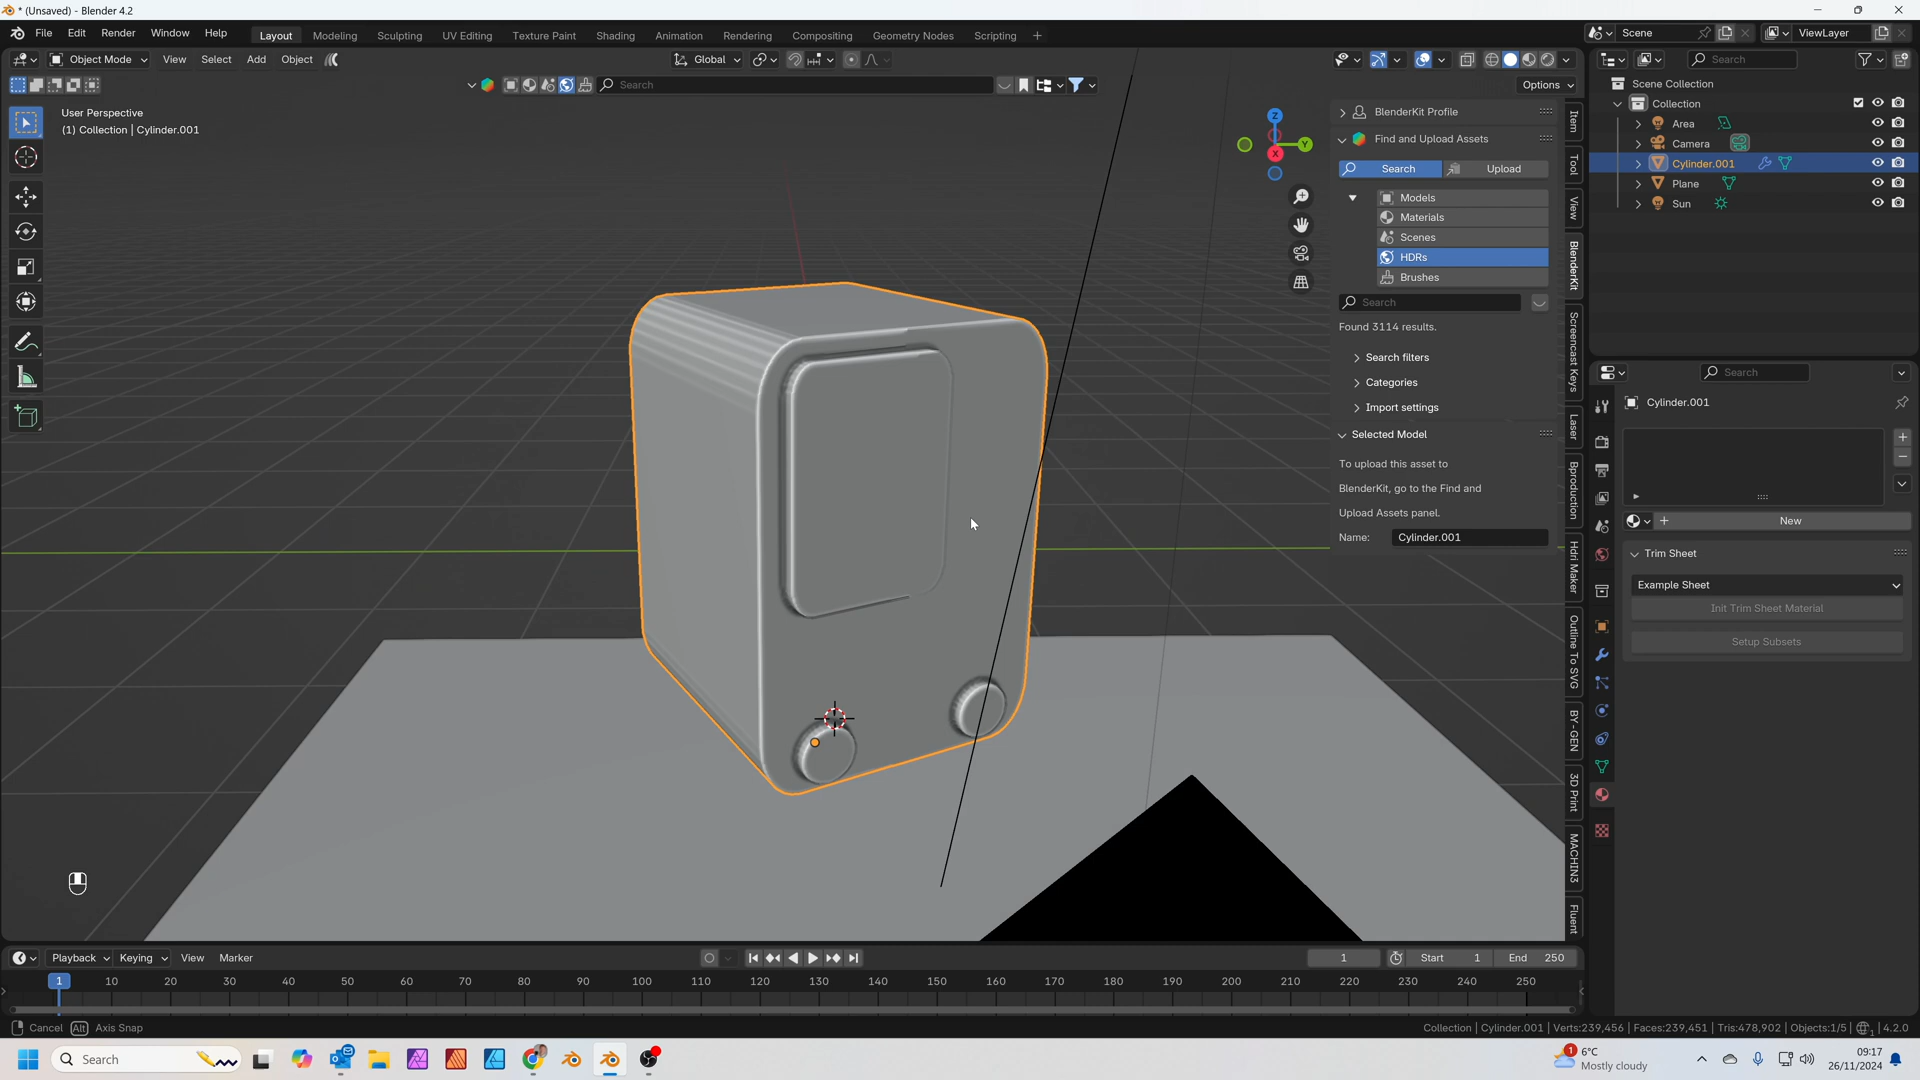 * (Unsaved) - Blender 4.2
File Edit Render Window Help
Layout Modeling Sculpting UV Editing Texture Paint Shading Animation Rendering Compositing Geometry Nodes Scripting +
Scene
ViewLayer
Object Mode View Select Add Object
Global
Search
Search
Options
User Perspective
(1) Collection | Cylinder.001
Z
Y
X
BlenderKit Profile
Find and Upload Assets
Search Upload
Models
Materials
Scenes
HDRs
Brushes
Search
Found 3114 results.
Search filters
Categories
Import settings
Selected Model
To upload this asset to
BlenderKit, go to the Find and
Upload Assets panel.
Name: Cylinder.001
Item
Tool
View
BlenderKit
Screencast Keys
Laser
Bproduction
Hdri Maker
Outline To SVG
BY-GEN
3D Print
MACHIN3
Fluent
Scene Collection
Collection
Area
Camera
Cylinder.001
Plane
Sun
Search
Cylinder.001
New
Trim Sheet
Example Sheet
Init Trim Sheet Material
Setup Subsets
Playback Keying View Marker
1 Start 1 End 250
1 10 20 30 40 50 60 70 80 90 100 110 120 130 140 150 160 170 180 190 200 210 220 230 240 250
Cancel Alt Axis Snap
Collection | Cylinder.001 | Verts:239,456 | Faces:239,451 | Tris:478,902 | Objects:1/5 | 4.2.0
Search
1
6°C
Mostly cloudy
09:17
26/11/2024